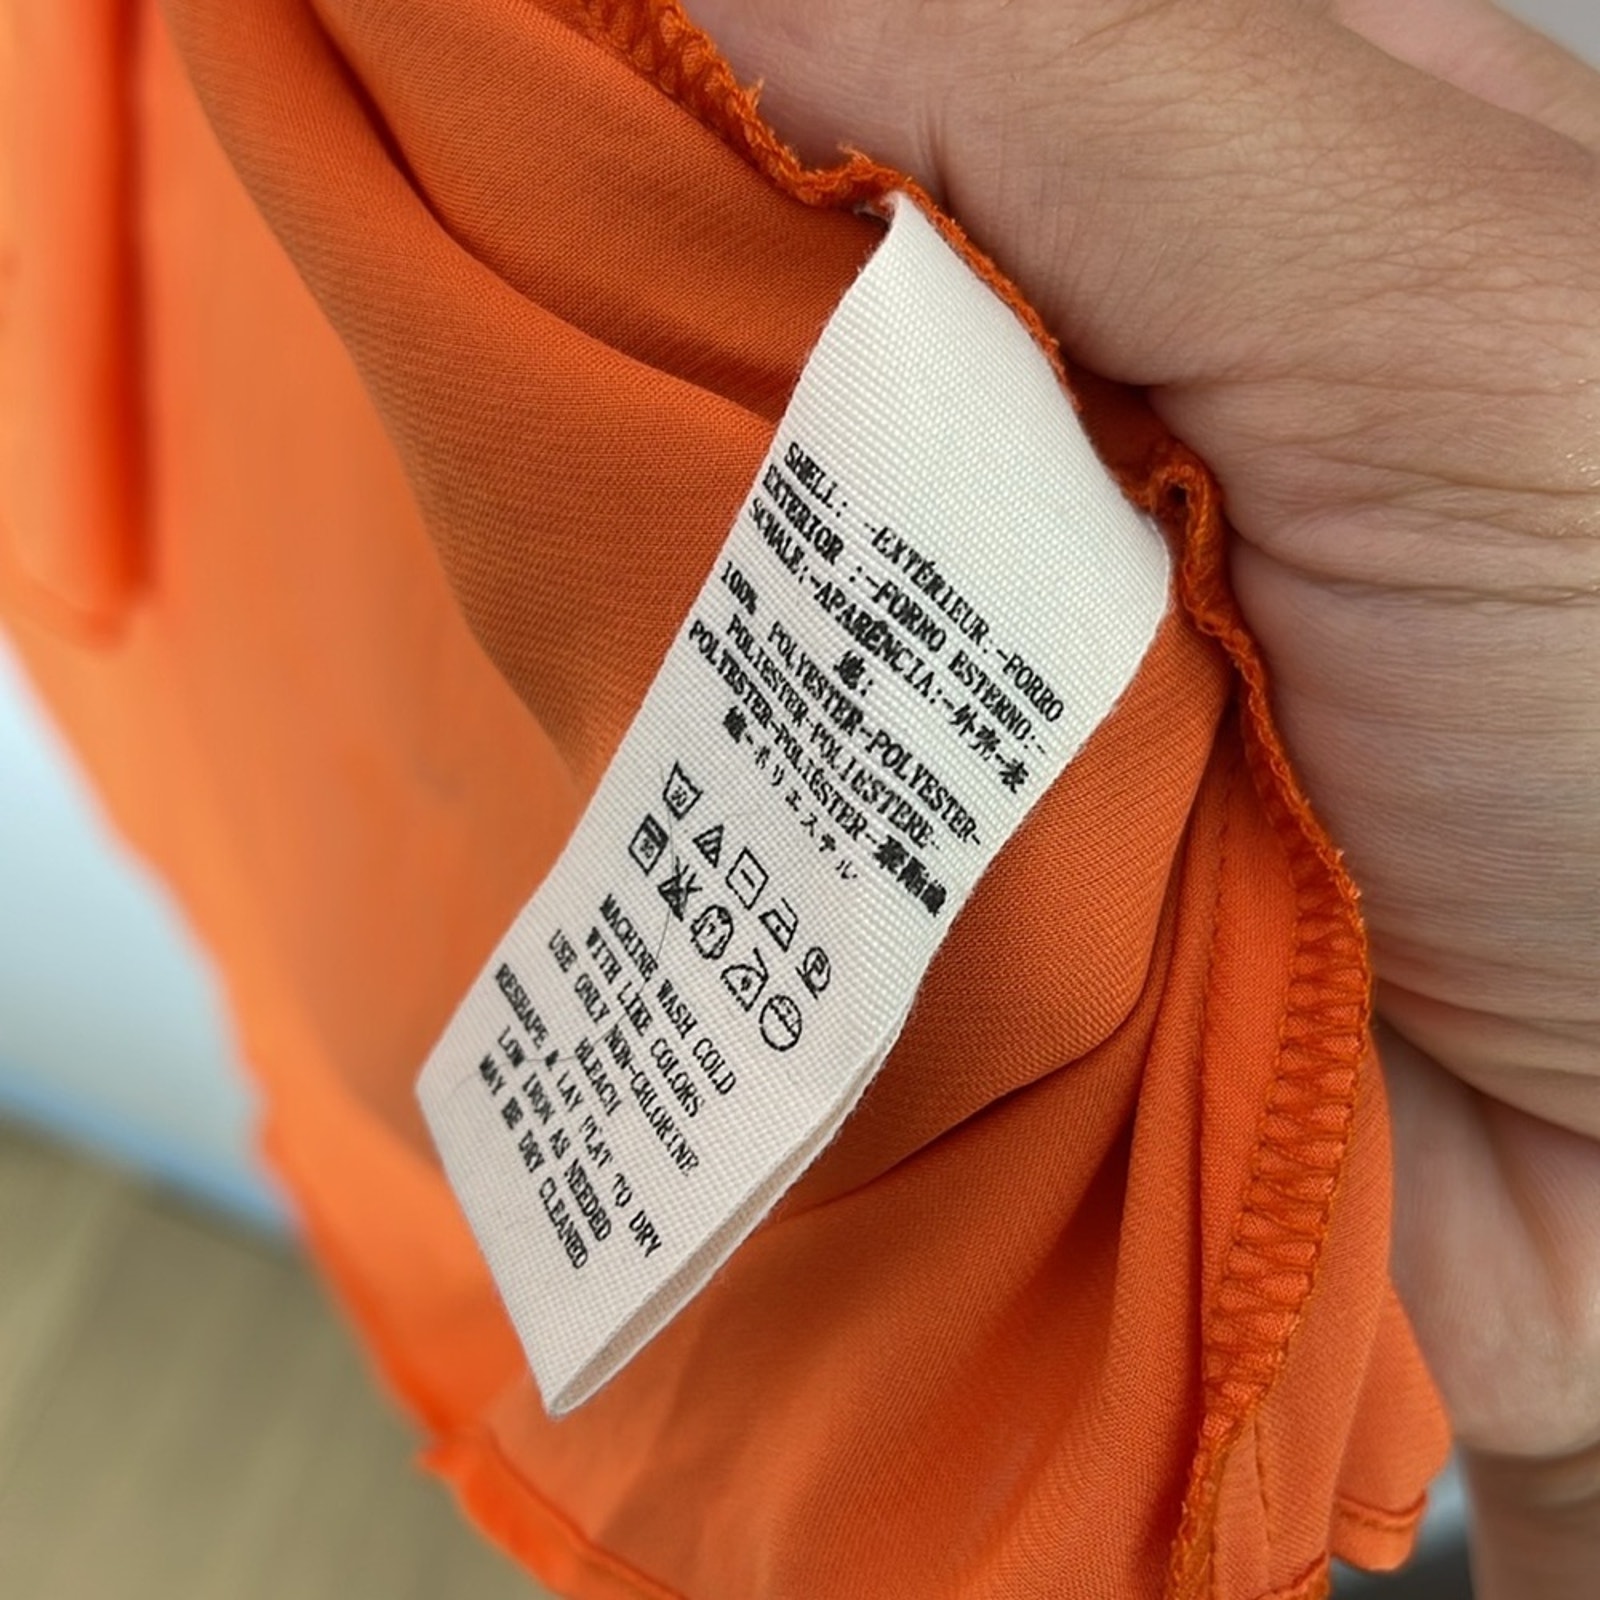 SHELL: -EXTÉRIEUR:-FORRO
EXTERIOR :-FORRO ESTERNO:-
SCHALE:-APARÊNCIA:-外壳-表
地:
100% POLYESTER-POLYESTER-
POLIESTER-POLIESTERE-
POLYESTER-POLIÉSTER-聚酯纖
維-ポリエステル
30
P
MACHINE WASH COLD
WITH LIKE COLORS
USE ONLY NON-CHLORINE
BLEACH
RESHAPE & LAY FLAT TO DRY
LOW IRON AS NEEDED
MAY BE DRY CLEANED